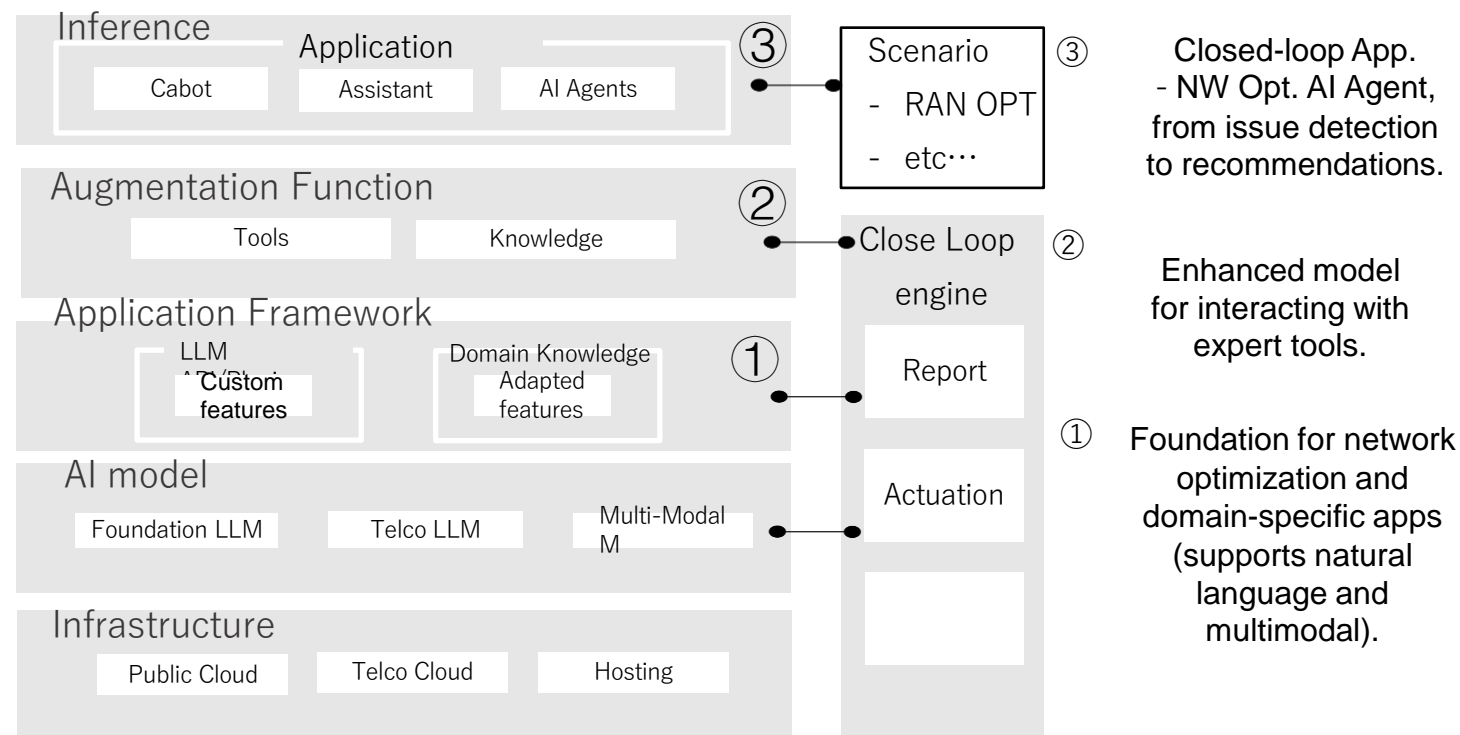 Inference
Application
Cabot
Assistant
AI Agents
③
Augmentation Function
Tools
Knowledge
②
Application Framework
LLM
Custom
features
Domain Knowledge
Adapted
features
①
AI model
Foundation LLM
Telco LLM
Multi-Modal
M
Infrastructure
Public Cloud
Telco Cloud
Hosting
Scenario
- RAN OPT
- etc…
Close Loop
engine
Report
Actuation
③
Closed-loop App.
- NW Opt. AI Agent,
from issue detection
to recommendations.
②
Enhanced model
for interacting with
expert tools.
①
Foundation for network
optimization and
domain-specific apps
(supports natural
language and
multimodal).